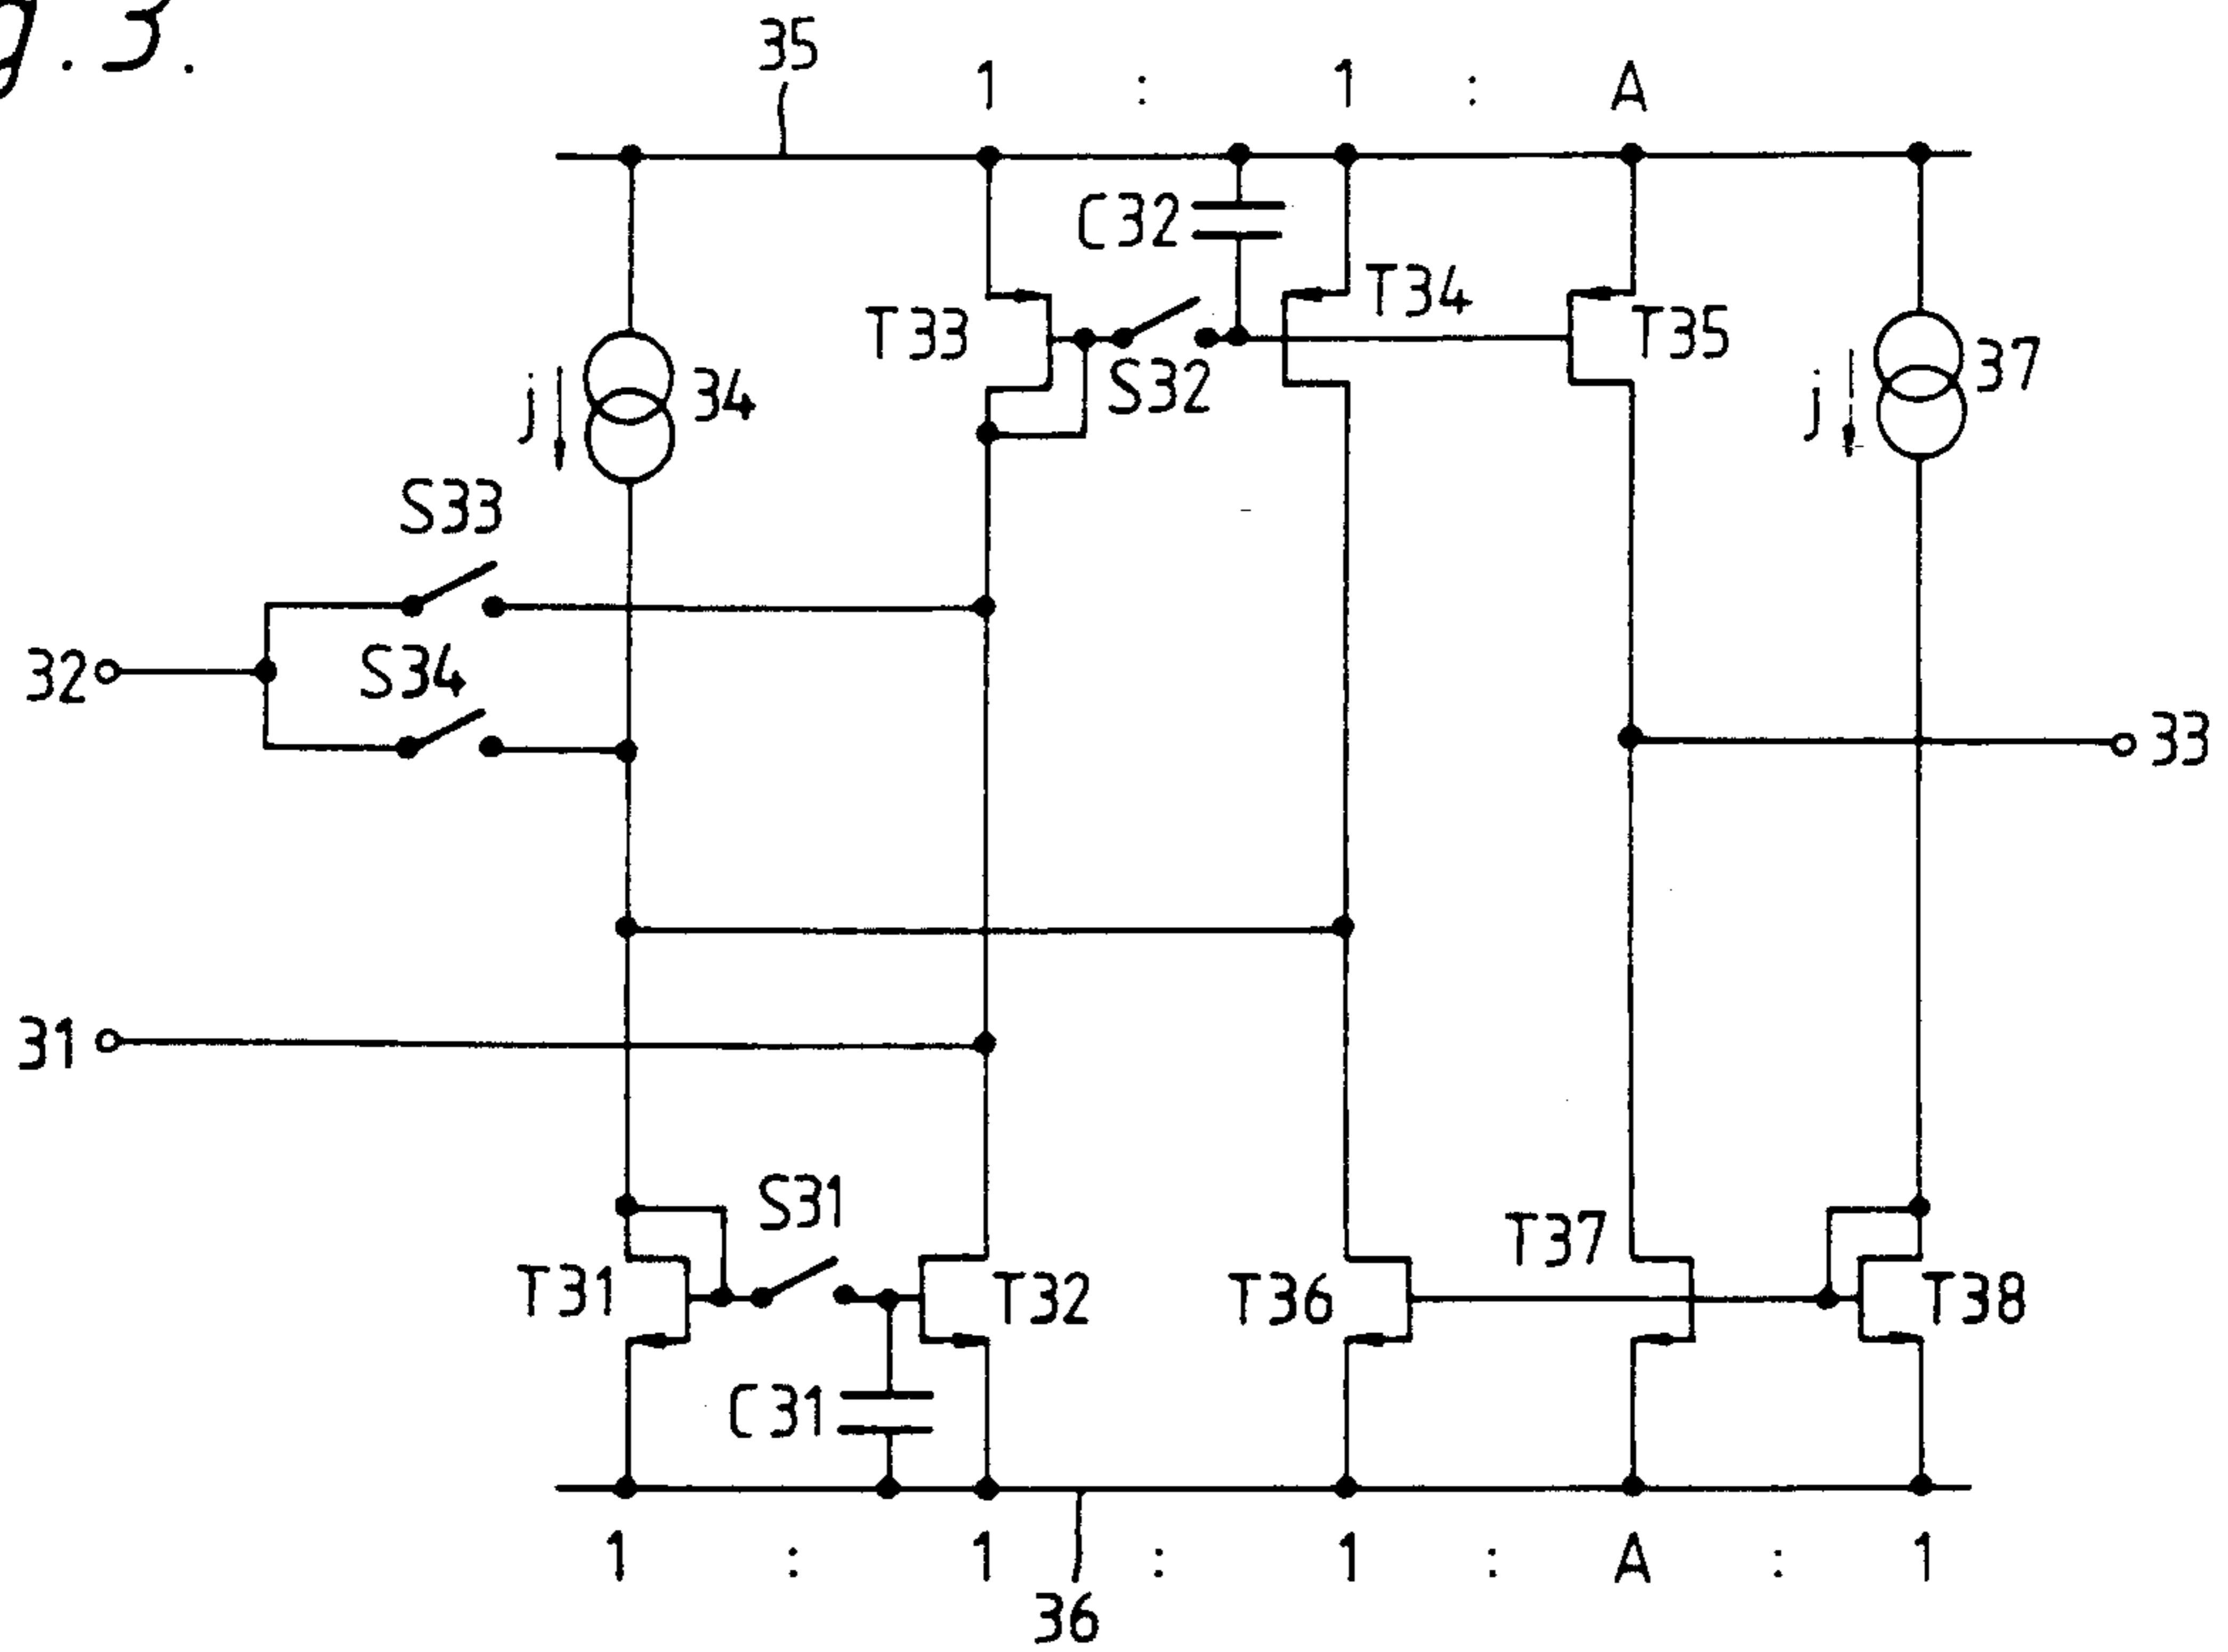 g.3.
35
1 : 1 : A
C32
T33
T34
T35
S32
j
34
j
37
S33
S34
32
33
31
S31
T37
T31
T32
T36
T38
C31
1 : 1 : 1 : A : 1
36